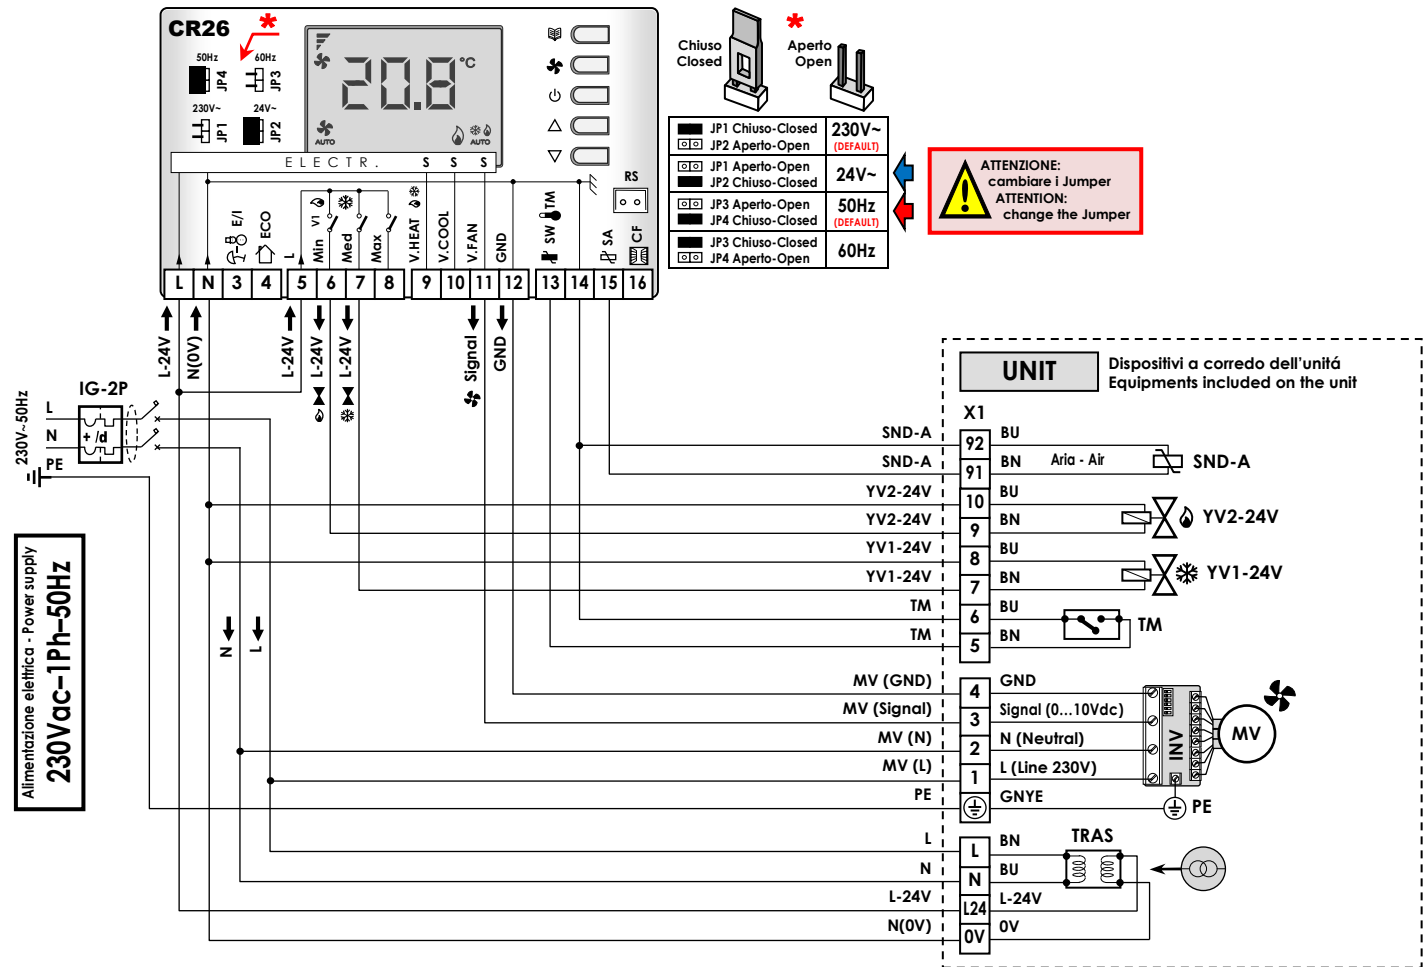 CR26
*
50Hz
60Hz
JP4
JP3
230V~
24V~
JP1
JP2
20.8 °C
AUTO
AUTO
ELECTR.
S S S
RS
E/I
ECO
L
Min V1
Med
Max
V.HEAT
V.COOL
V.FAN
GND
SW TM
SA
CF
L N 3 4 5 6 7 8 9 10 11 12 13 14 15 16
L-24V
N(0V)
L-24V
L-24V
L-24V
Signal
GND
Chiuso
Closed
*
Aperto
Open
JP1 Chiuso-Closed
JP2 Aperto-Open
230V~
(DEFAULT)
JP1 Aperto-Open
JP2 Chiuso-Closed
24V~
JP3 Aperto-Open
JP4 Chiuso-Closed
50Hz
(DEFAULT)
JP3 Chiuso-Closed
JP4 Aperto-Open
60Hz
!
ATTENZIONE:
cambiare i Jumper
ATTENTION:
change the Jumper
230V~ 50Hz
L
N
PE
IG-2P
+ /d
N
L
Alimentazione elettrica - Power supply
230Vac–1Ph–50Hz
UNIT
Dispositivi a corredo dell'unitá
Equipments included on the unit
X1
SND-A 92 BU
SND-A 91 BN
Aria - Air
SND-A
YV2-24V 10 BU
YV2-24V 9 BN
YV2-24V
YV1-24V 8 BU
YV1-24V 7 BN
YV1-24V
TM 6 BU
TM 5 BN
TM
MV (GND) 4 GND
MV (Signal) 3 Signal (0...10Vdc)
MV (N) 2 N (Neutral)
MV (L) 1 L (Line 230V)
PE GNYE
INV
MV
PE
L L BN
N N BU
L-24V L24 L-24V
N(0V) 0V 0V
TRAS